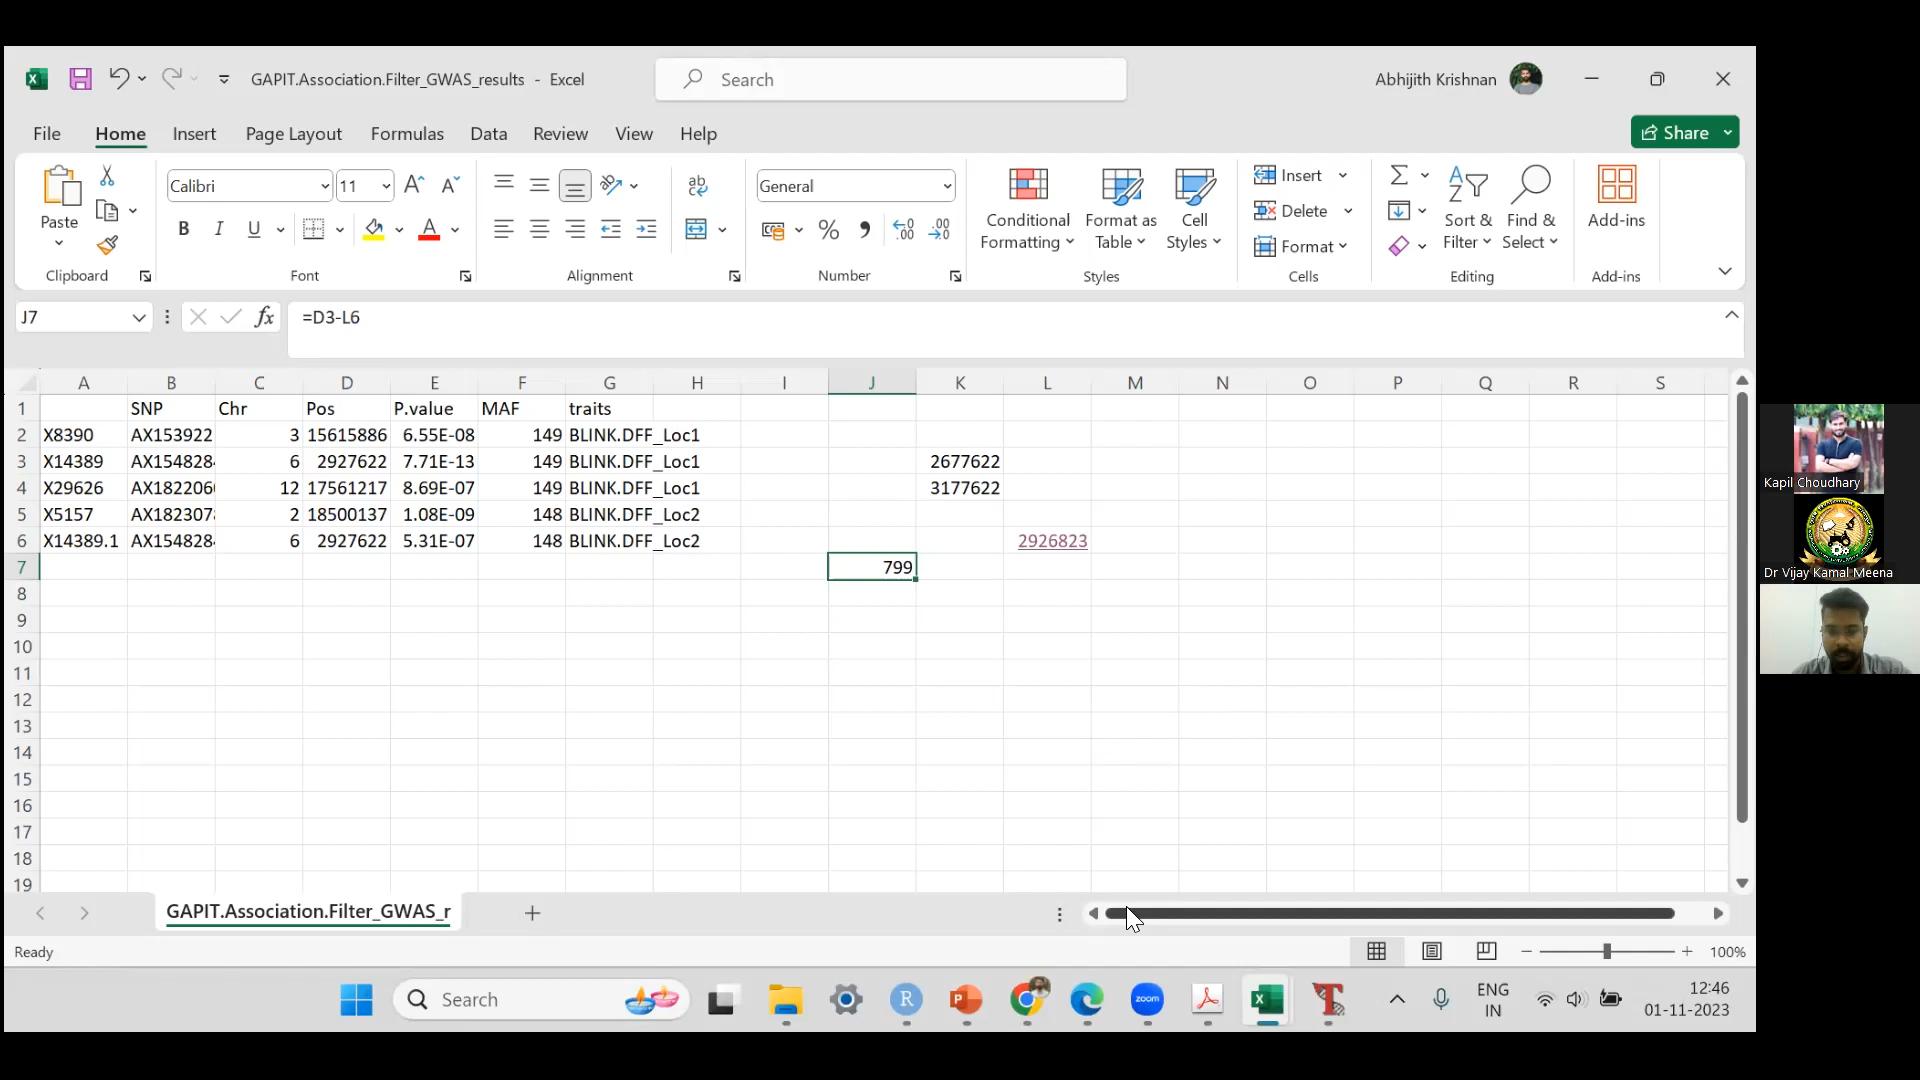 GAPIT.Association.Filter_GWAS_results - Excel
Search
Abhijith Krishnan
File Home Insert Page Layout Formulas Data Review View Help
Share
Paste
Clipboard
Calibri 11
B I U
Font
ab
Alignment
General
% 
Number
Conditional Formatting
Format as Table
Cell Styles
Styles
Insert
Delete
Format
Cells
Sort & Filter
Find & Select
Editing
Add-ins
Add-ins
J7
fx
=D3-L6
A B C D E F G H I J K L M N O P Q R S
1 SNP Chr Pos P.value MAF traits
2 X8390 AX153922 3 15615886 6.55E-08 149 BLINK.DFF_Loc1
3 X14389 AX1548284 6 2927622 7.71E-13 149 BLINK.DFF_Loc1 2677622
4 X29626 AX182206 12 17561217 8.69E-07 149 BLINK.DFF_Loc1 3177622
5 X5157 AX182307 2 18500137 1.08E-09 148 BLINK.DFF_Loc2
6 X14389.1 AX1548284 6 2927622 5.31E-07 148 BLINK.DFF_Loc2 2926823
7 799
8
9
10
11
12
13
14
15
16
17
18
19
GAPIT.Association.Filter_GWAS_r
Ready
100%
Search
zoom
ENG
IN
12:46
01-11-2023
Kapil Choudhary
Dr Vijay Kamal Meena